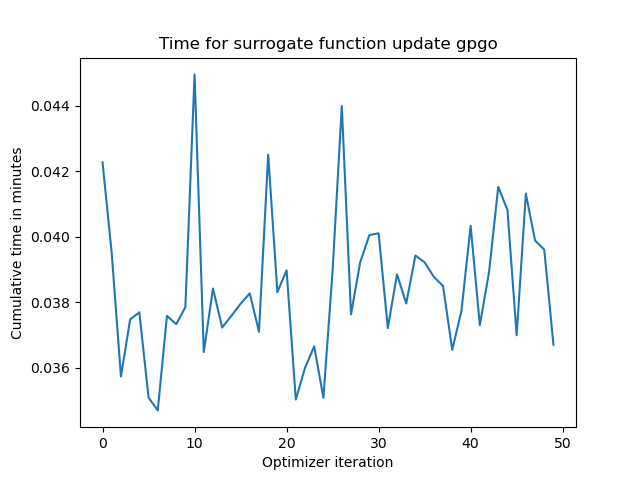 Time for surrogate function update gpgo
Cumulative time in minutes
0.044
0.042
0.040
0.038
0.036
0 10 20 30 40 50
Optimizer iteration